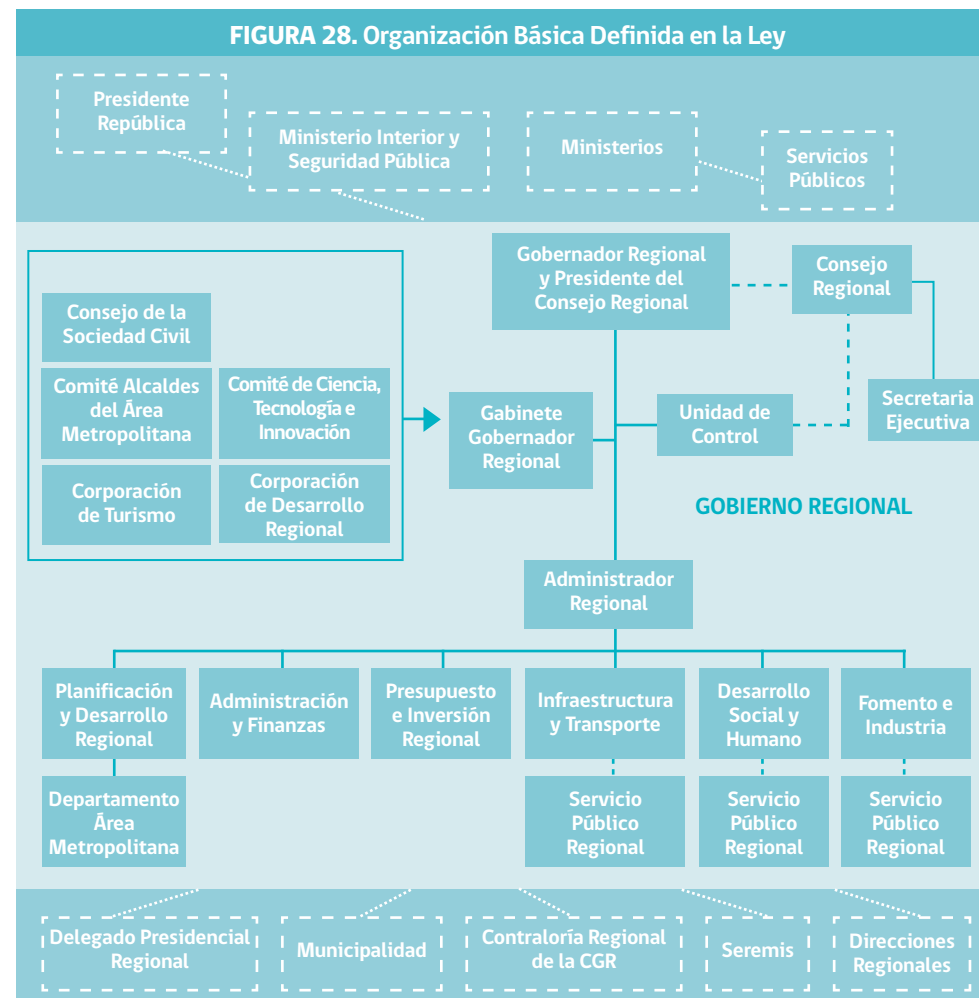 FIGURA 28. Organización Básica Definida en la Ley
Presidente
República
Ministerio Interior y
Seguridad Pública
Ministerios
Servicios
Públicos
Gobernador Regional
y Presidente del
Consejo Regional
Consejo
Regional
Consejo de la
Sociedad Civil
Comité Alcaldes
del Área
Metropolitana
Comité de Ciencia,
Tecnología e
Innovación
Corporación
de Turismo
Corporación
de Desarrollo
Regional
Gabinete
Gobernador
Regional
Unidad de
Control
Secretaria
Ejecutiva
GOBIERNO REGIONAL
Administrador
Regional
Planificación
y Desarrollo
Regional
Administración
y Finanzas
Presupuesto
e Inversión
Regional
Infraestructura
y Transporte
Desarrollo
Social y
Humano
Fomento e
Industria
Departamento
Área
Metropolitana
Servicio
Público
Regional
Servicio
Público
Regional
Servicio
Público
Regional
Delegado Presidencial
Regional
Municipalidad
Contraloría Regional
de la CGR
Seremis
Direcciones
Regionales